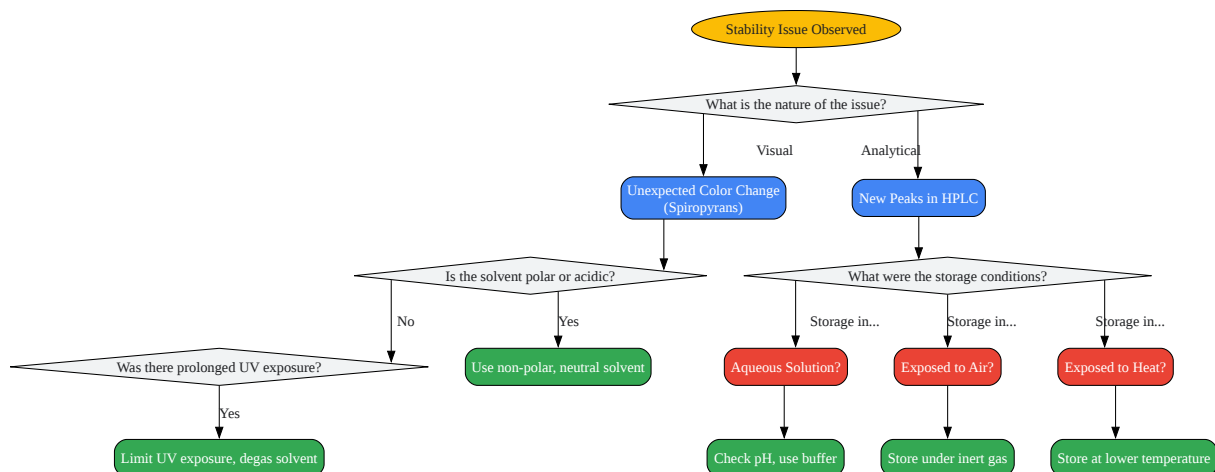 Stability Issue Observed
What is the nature of the issue?
Visual
Analytical
Unexpected Color Change
(Spiropyrans)
New Peaks in HPLC
Is the solvent polar or acidic?
What were the storage conditions?
No
Yes
Storage in...
Storage in...
Storage in...
Was there prolonged UV exposure?
Use non-polar, neutral solvent
Aqueous Solution?
Exposed to Air?
Exposed to Heat?
Yes
Limit UV exposure, degas solvent
Check pH, use buffer
Store under inert gas
Store at lower temperature